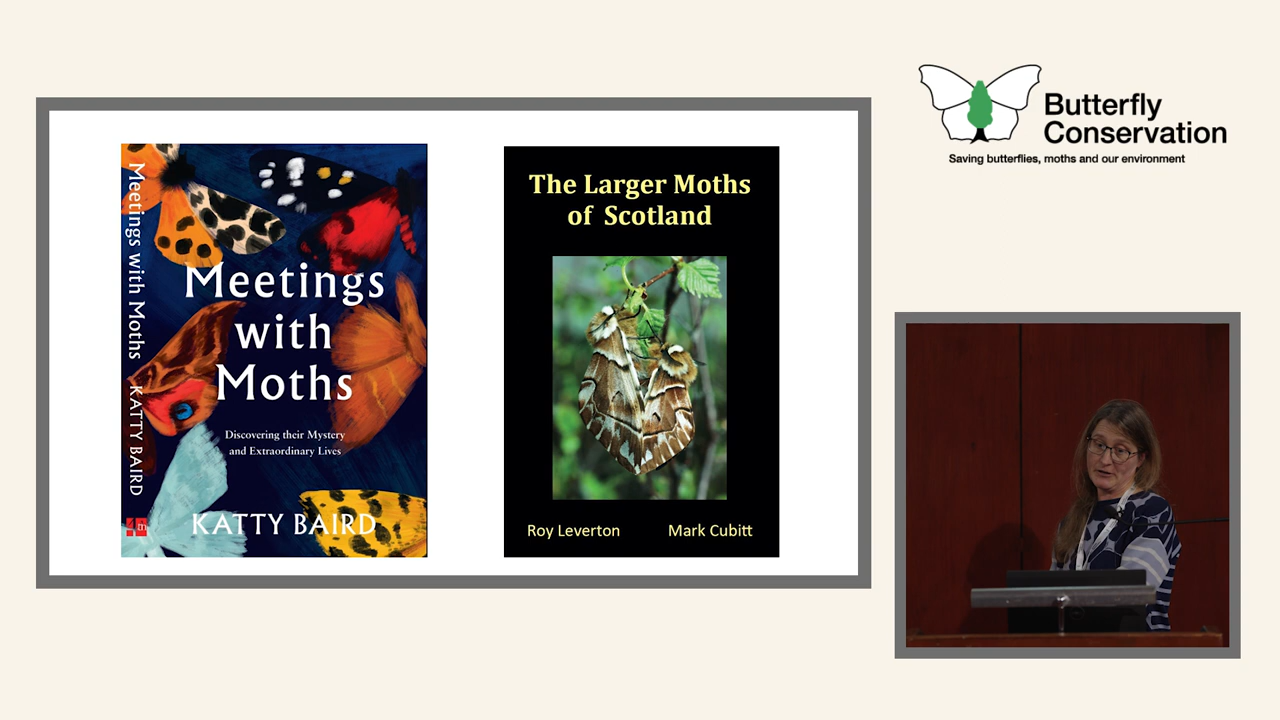 Meetings with Moths
KATTY BAIRD
Meetings
with
Moths
Discovering their Mystery
and Extraordinary Lives
KATTY BAIRD
The Larger Moths
of Scotland
Roy Leverton
Mark Cubitt
Butterfly
Conservation
Saving butterflies, moths and our environment